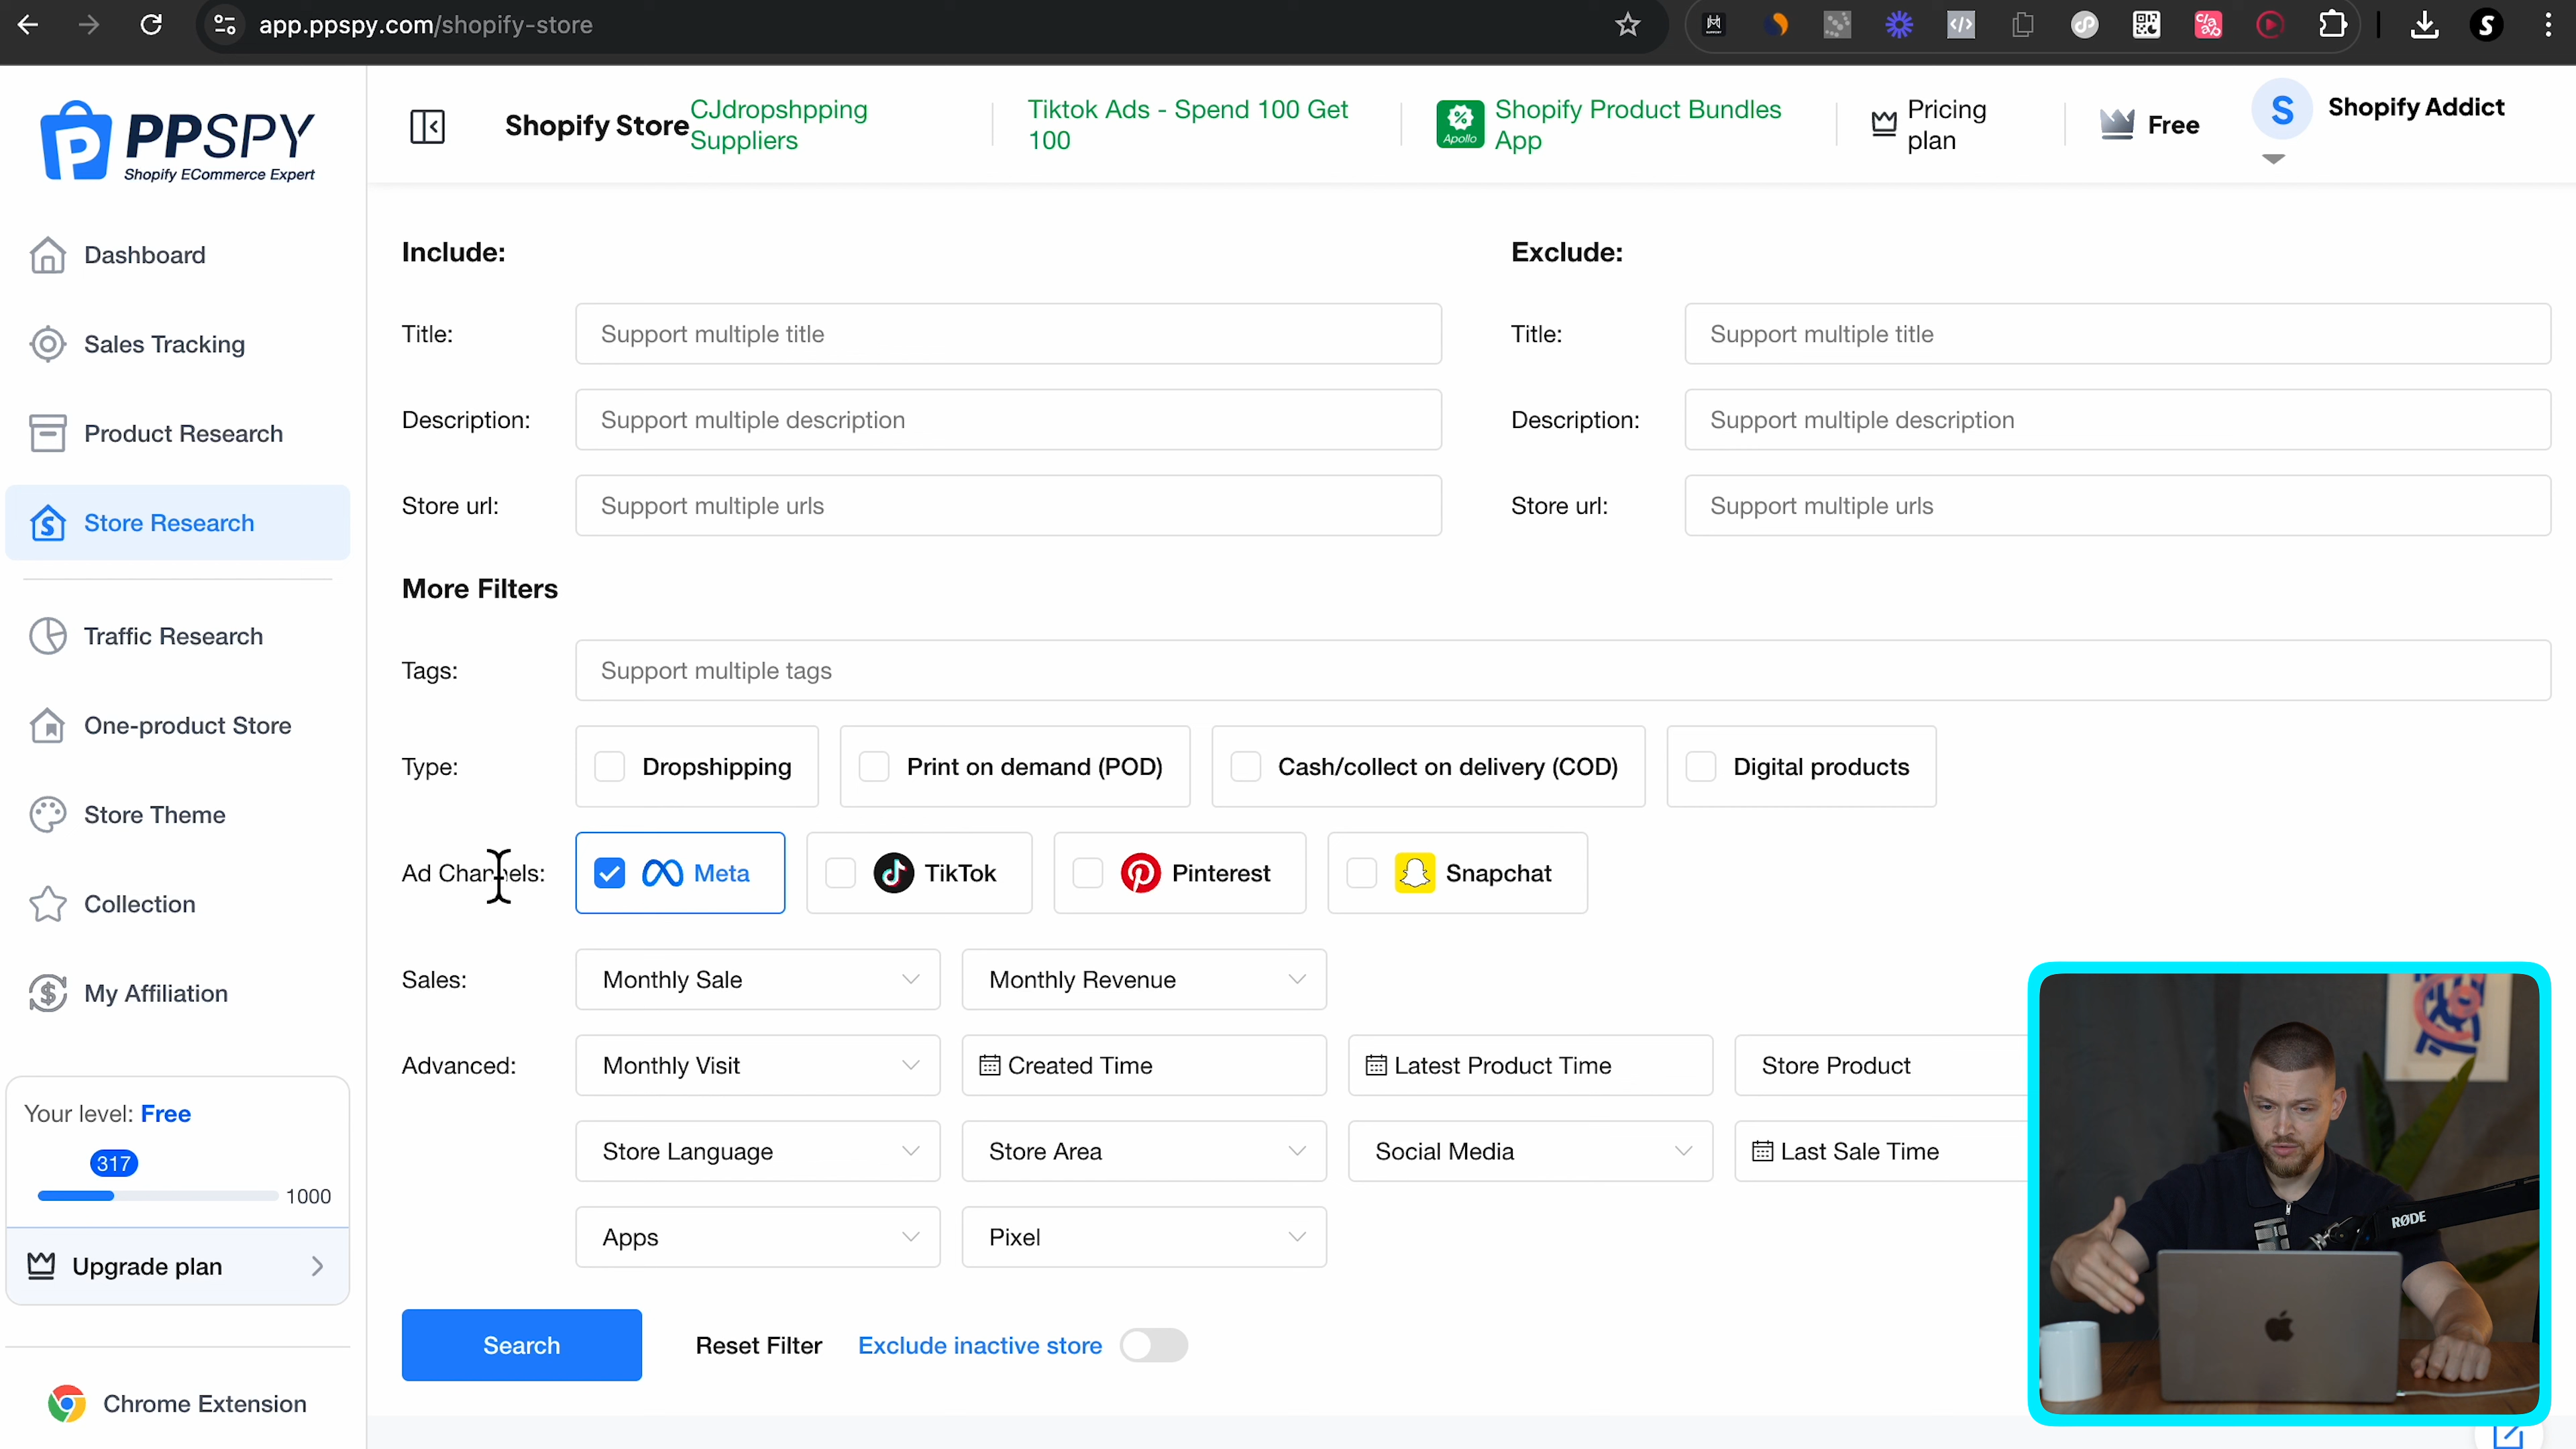 app.ppspy.com/shopify-store
PPSPY
Shopify ECommerce Expert
Shopify Store
CJdropshpping
Suppliers
Tiktok Ads - Spend 100 Get
100
Apollo
Shopify Product Bundles
App
Pricing
plan
Free
S
Shopify Addict
Dashboard
Sales Tracking
Product Research
Store Research
Traffic Research
One-product Store
Store Theme
Collection
My Affiliation
Your level: Free
317
1000
Upgrade plan
Chrome Extension
Include:
Exclude:
Title:
Support multiple title
Title:
Support multiple title
Description:
Support multiple description
Description:
Support multiple description
Store url:
Support multiple urls
Store url:
Support multiple urls
More Filters
Tags:
Support multiple tags
Type:
Dropshipping
Print on demand (POD)
Cash/collect on delivery (COD)
Digital products
Ad Channels:
Meta
TikTok
Pinterest
Snapchat
Sales:
Monthly Sale
Monthly Revenue
Advanced:
Monthly Visit
Created Time
Latest Product Time
Store Product
Store Language
Store Area
Social Media
Last Sale Time
Apps
Pixel
Search
Reset Filter
Exclude inactive store
RØDE